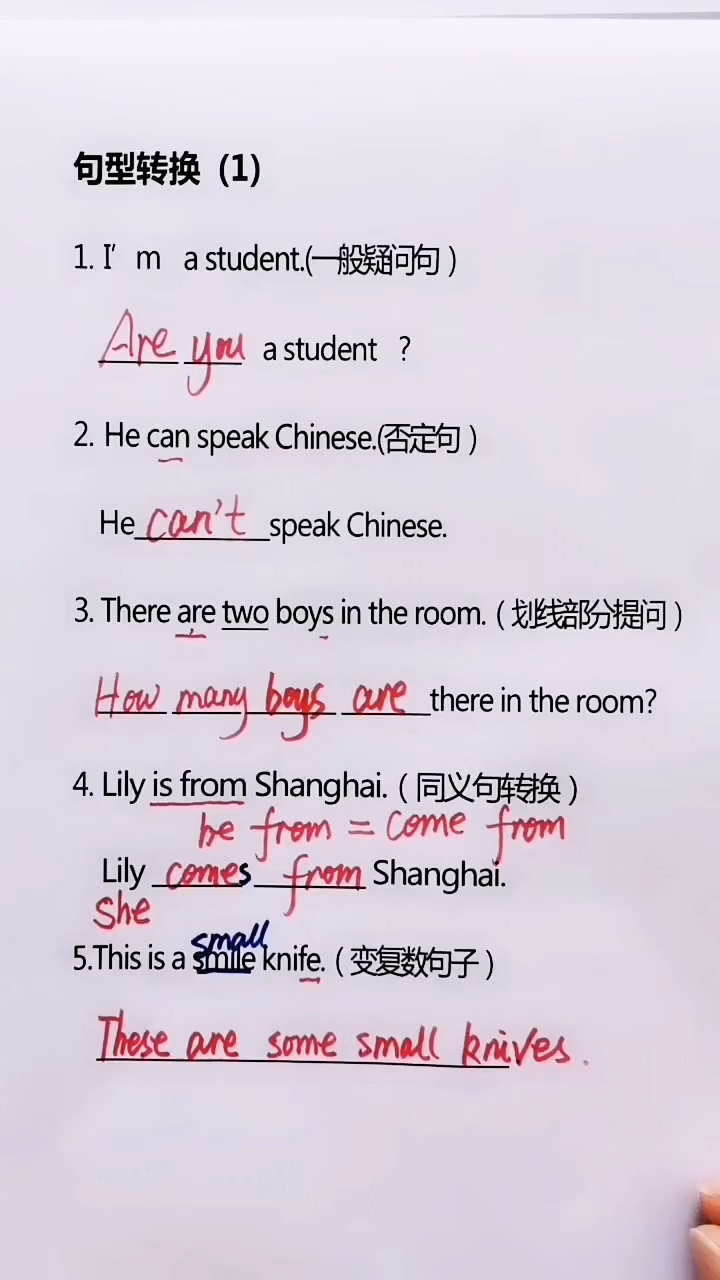 句型转换 (1)
1. I'm a student.(一般疑问句)
Are you a student ?
2. He can speak Chinese.(否定句)
He can't speak Chinese.
3. There are two boys in the room.(划线部分提问)
How many boys are there in the room?
4. Lily is from Shanghai.(同义句转换)
be from = come from
Lily comes from Shanghai.
She
small
5.This is a smile knife.(变复数句子)
These are some small knives.